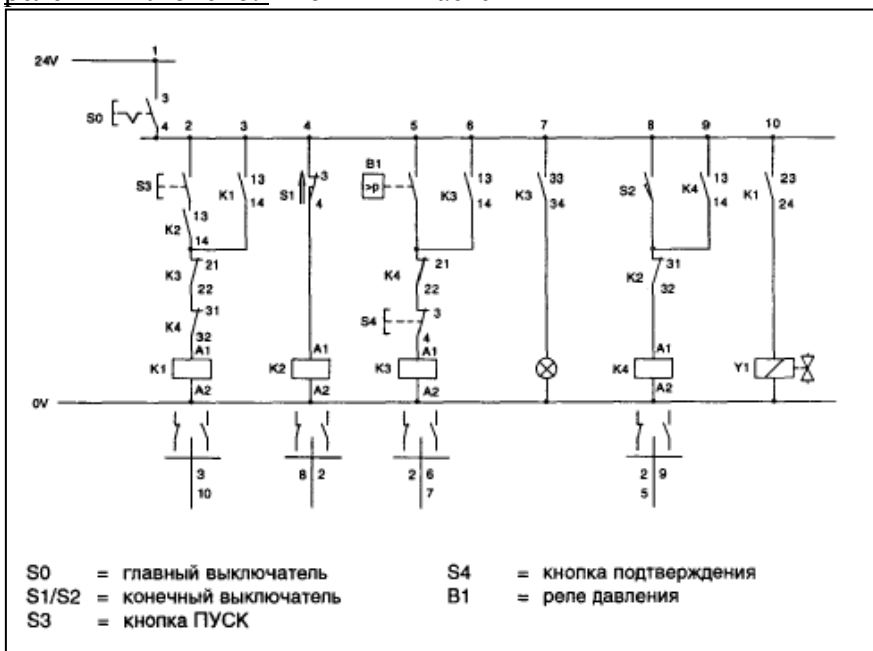 1
24V
3
S0
4
2
3
4
5
6
7
8
9
10
S3
K1
13
14
S1
3
4
B1
>p
K3
13
14
K3
33
34
S2
K4
13
14
K1
23
24
K2
13
14
K3
21
22
K4
21
22
K2
31
32
K4
31
32
S4
3
4
K1
A1
A2
K2
A1
A2
K3
A1
A2
K4
A1
A2
Y1
0V
3
10
8 2
2 6
7
2 9
5
S0 = главный выключатель
S1/S2 = конечный выключатель
S3 = кнопка ПУСК
S4 = кнопка подтверждения
B1 = реле давления